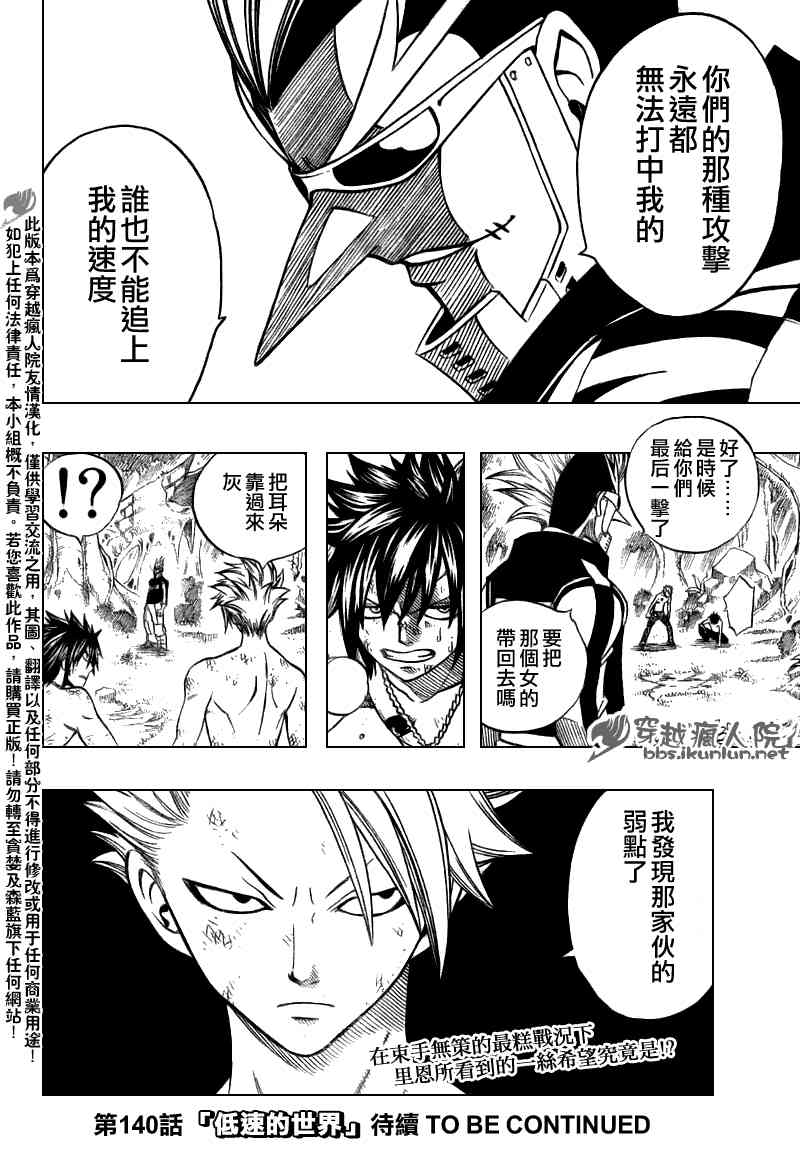 你們的那種攻擊
永遠都
無法打中我的
誰也不能追上
我的速度
好了……
是時候
給你們
最后一擊了
要把
那個女的
帶回去嗎
把耳朵
靠過來
灰
!?
我發現那家伙的
弱點了
在束手無策的最糕戰況下
里恩所看到的一絲希望究竟是!?
第140話「低速的世界」待續 TO BE CONTINUED
穿越瘋人院
bbs.ikunlun.net
FAIRY TAIL
此版本爲穿越瘋人院友情漢化，僅供學習交流之用，其圖、翻譯以及任何部分不得進行修改或用于任何商業用途！
如犯上任何法律責任，本小組概不負責。若您喜歡此作品，請購買正版！請勿轉至貪婪及森藍旗下任何網站！